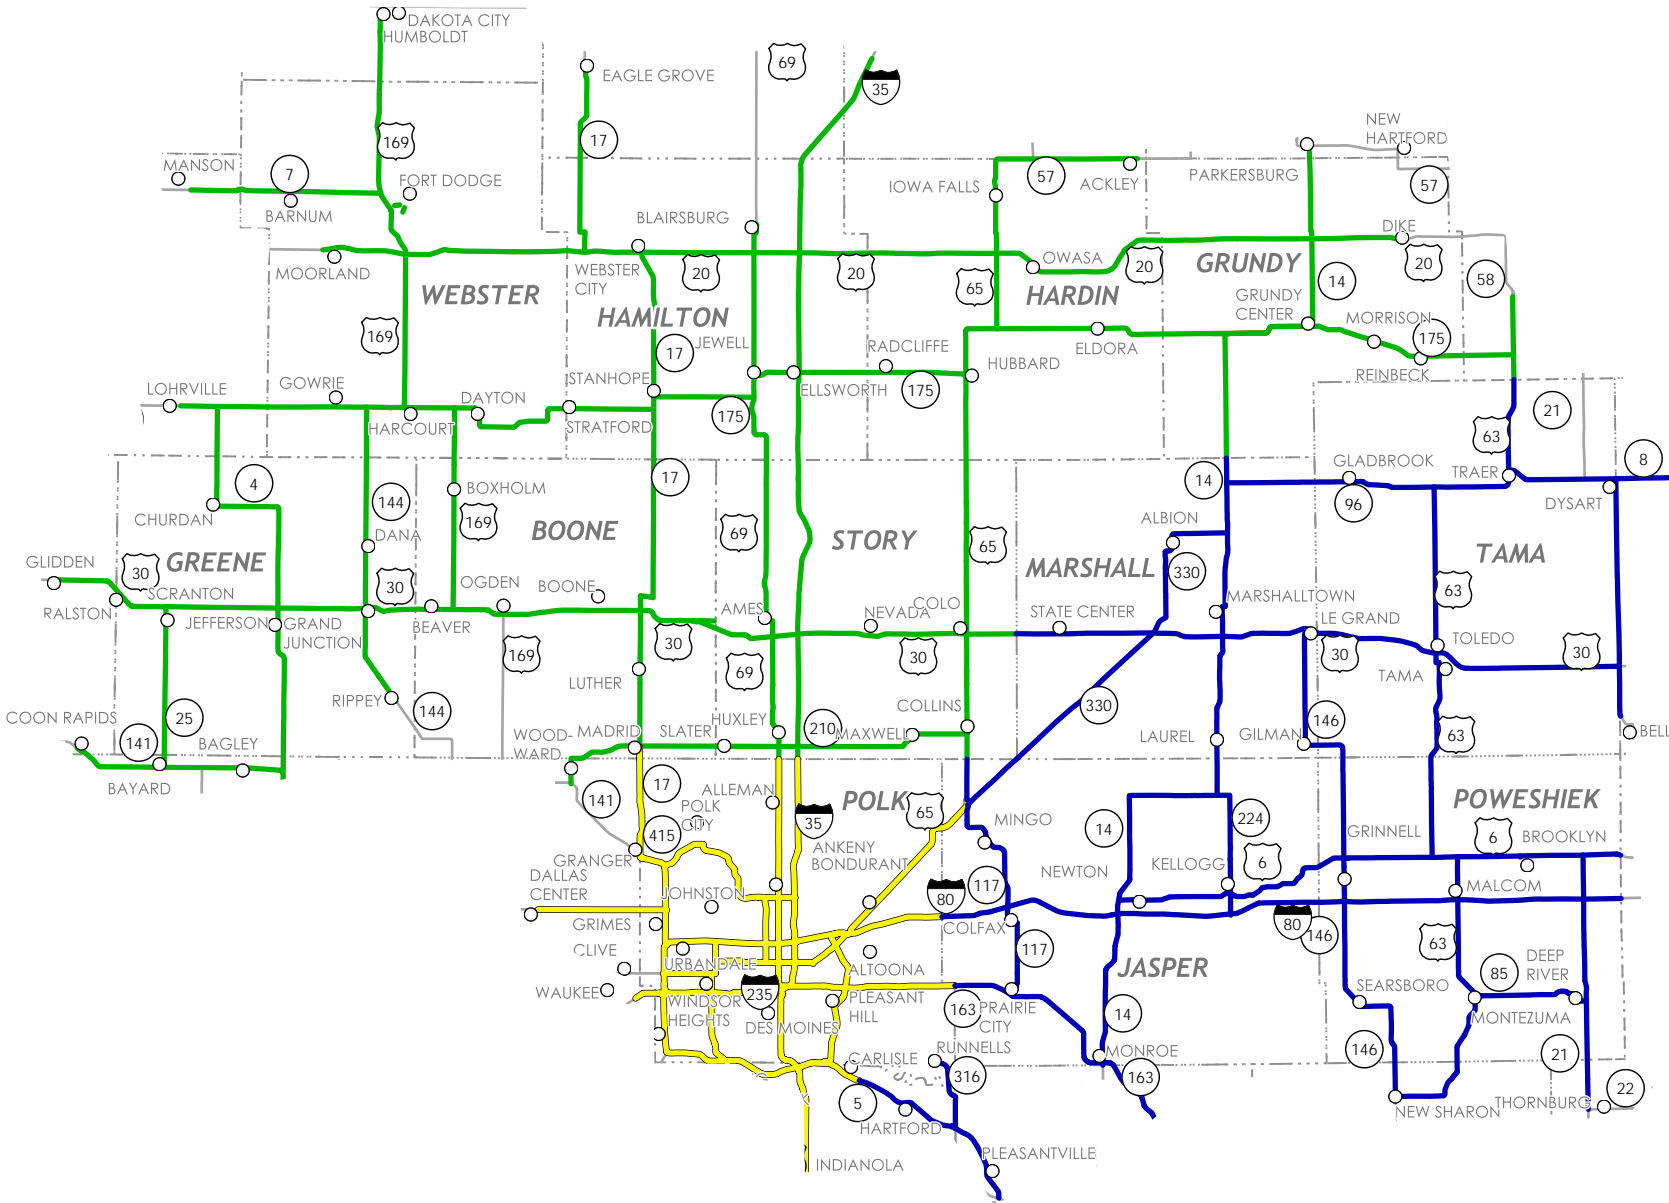 DAKOTA CITY
HUMBOLDT
69
EAGLE GROVE
35
169
17
NEW
HARTFORD
MANSON
7
FORT DODGE
BARNUM
IOWA FALLS
57
ACKLEY
PARKERSBURG
57
BLAIRSBURG
DIKE
MOORLAND
WEBSTER
CITY
20
20
65
OWASA
20
GRUNDY
20
WEBSTER
HAMILTON
HARDIN
GRUNDY
CENTER
14
58
169
17
JEWELL
RADCLIFFE
HUBBARD
ELDORA
MORRISON
175
REINBECK
LOHRVILLE
GOWRIE
DAYTON
STANHOPE
ELLSWORTH
175
HARCOURT
STRATFORD
175
21
63
GLADBROOK
TRAER
8
4
BOXHOLM
17
14
96
DYSART
CHURDAN
144
169
BOONE
69
STORY
65
ALBION
DANA
GREENE
MARSHALL
330
TAMA
GLIDDEN
30
SCRANTON
30
OGDEN
BOONE
63
RALSTON
JEFFERSON
GRAND
JUNCTION
BEAVER
AMES
NEVADA
COLO
STATE CENTER
MARSHALLTOWN
LE GRAND
TOLEDO
169
30
30
30
30
69
LUTHER
TAMA
RIPPEY
144
COLLINS
330
COON RAPIDS
25
141
BAGLEY
WOOD-
WARD
MADRID
SLATER
HUXLEY
210
MAXWELL
LAUREL
GILMAN
146
63
BELL
BAYARD
17
ALLEMAN
141
POLK
CITY
POLK
65
35
MINGO
POWESHIEK
415
14
224
GRINNELL
6
BROOKLYN
GRANGER
ANKENY
BONDURANT
DALLAS
CENTER
JOHNSTON
80
117
NEWTON
KELLOGG
6
MALCOM
GRIMES
COLFAX
80
146
CLIVE
117
63
DEEP
RIVER
URBANDALE
ALTOONA
JASPER
85
WAUKEE
WINDSOR
HEIGHTS
235
PLEASANT
HILL
163
PRAIRIE
CITY
SEARSBORO
DES MOINES
14
MONTEZUMA
CARLISLE
RUNNELLS
MONROE
146
21
316
163
22
5
HARTFORD
NEW SHARON
THORNBURG
INDIANOLA
PLEASANTVILLE